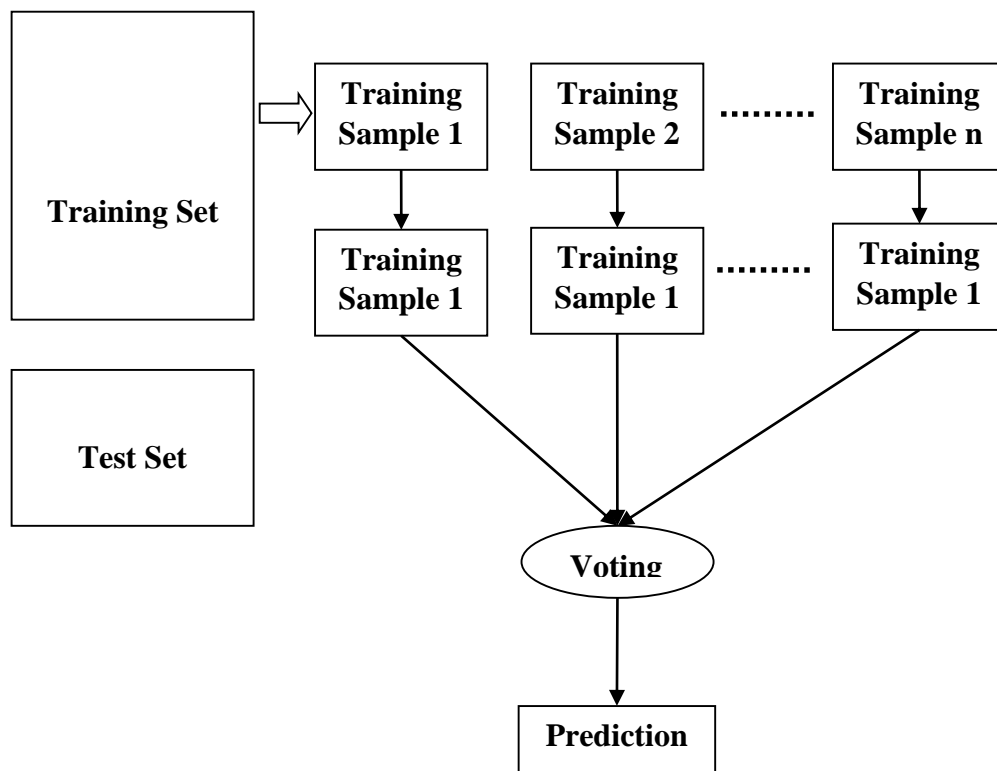 Training Set
Training
Sample 1
Training
Sample 2
Training
Sample n
Training
Sample 1
Training
Sample 1
Training
Sample 1
Test Set
Voting
Prediction